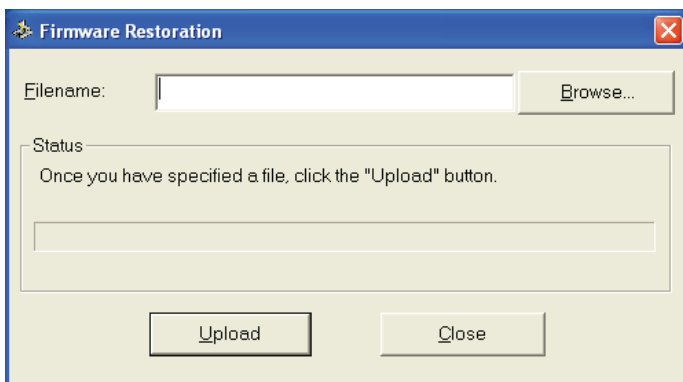 Firmware Restoration
Filename:
Browse...
Status
Once you have specified a file, click the "Upload" button.
Upload
Close